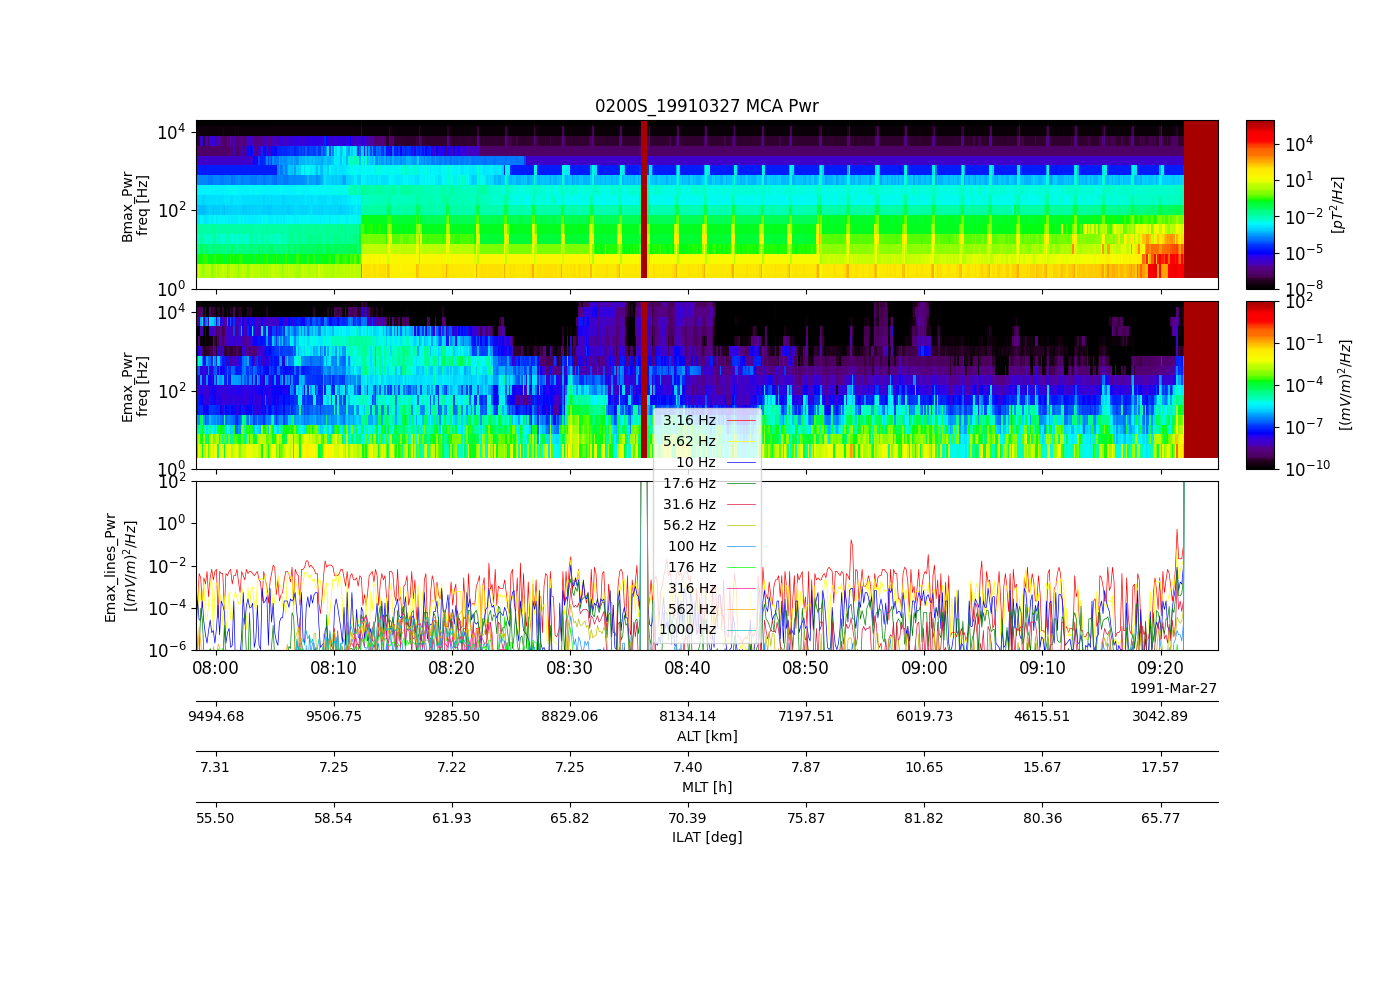 0200S_19910327 MCA Pwr
Bmax_Pwr
freq [Hz]
10^4
10^2
10^0
10^4
10^1
10^-2
10^-5
10^-8
[pT^2/Hz]
Emax_Pwr
freq [Hz]
10^4
10^2
10^0
10^2
10^-1
10^-4
10^-7
10^-10
[(mV/m)^2/Hz]
3.16 Hz
5.62 Hz
10 Hz
17.6 Hz
31.6 Hz
56.2 Hz
100 Hz
176 Hz
316 Hz
562 Hz
1000 Hz
Emax_lines_Pwr
[(mV/m)^2/Hz]
10^2
10^0
10^-2
10^-4
10^-6
08:00 08:10 08:20 08:30 08:40 08:50 09:00 09:10 09:20
1991-Mar-27
9494.68 9506.75 9285.50 8829.06 8134.14 7197.51 6019.73 4615.51 3042.89
ALT [km]
7.31 7.25 7.22 7.25 7.40 7.87 10.65 15.67 17.57
MLT [h]
55.50 58.54 61.93 65.82 70.39 75.87 81.82 80.36 65.77
ILAT [deg]